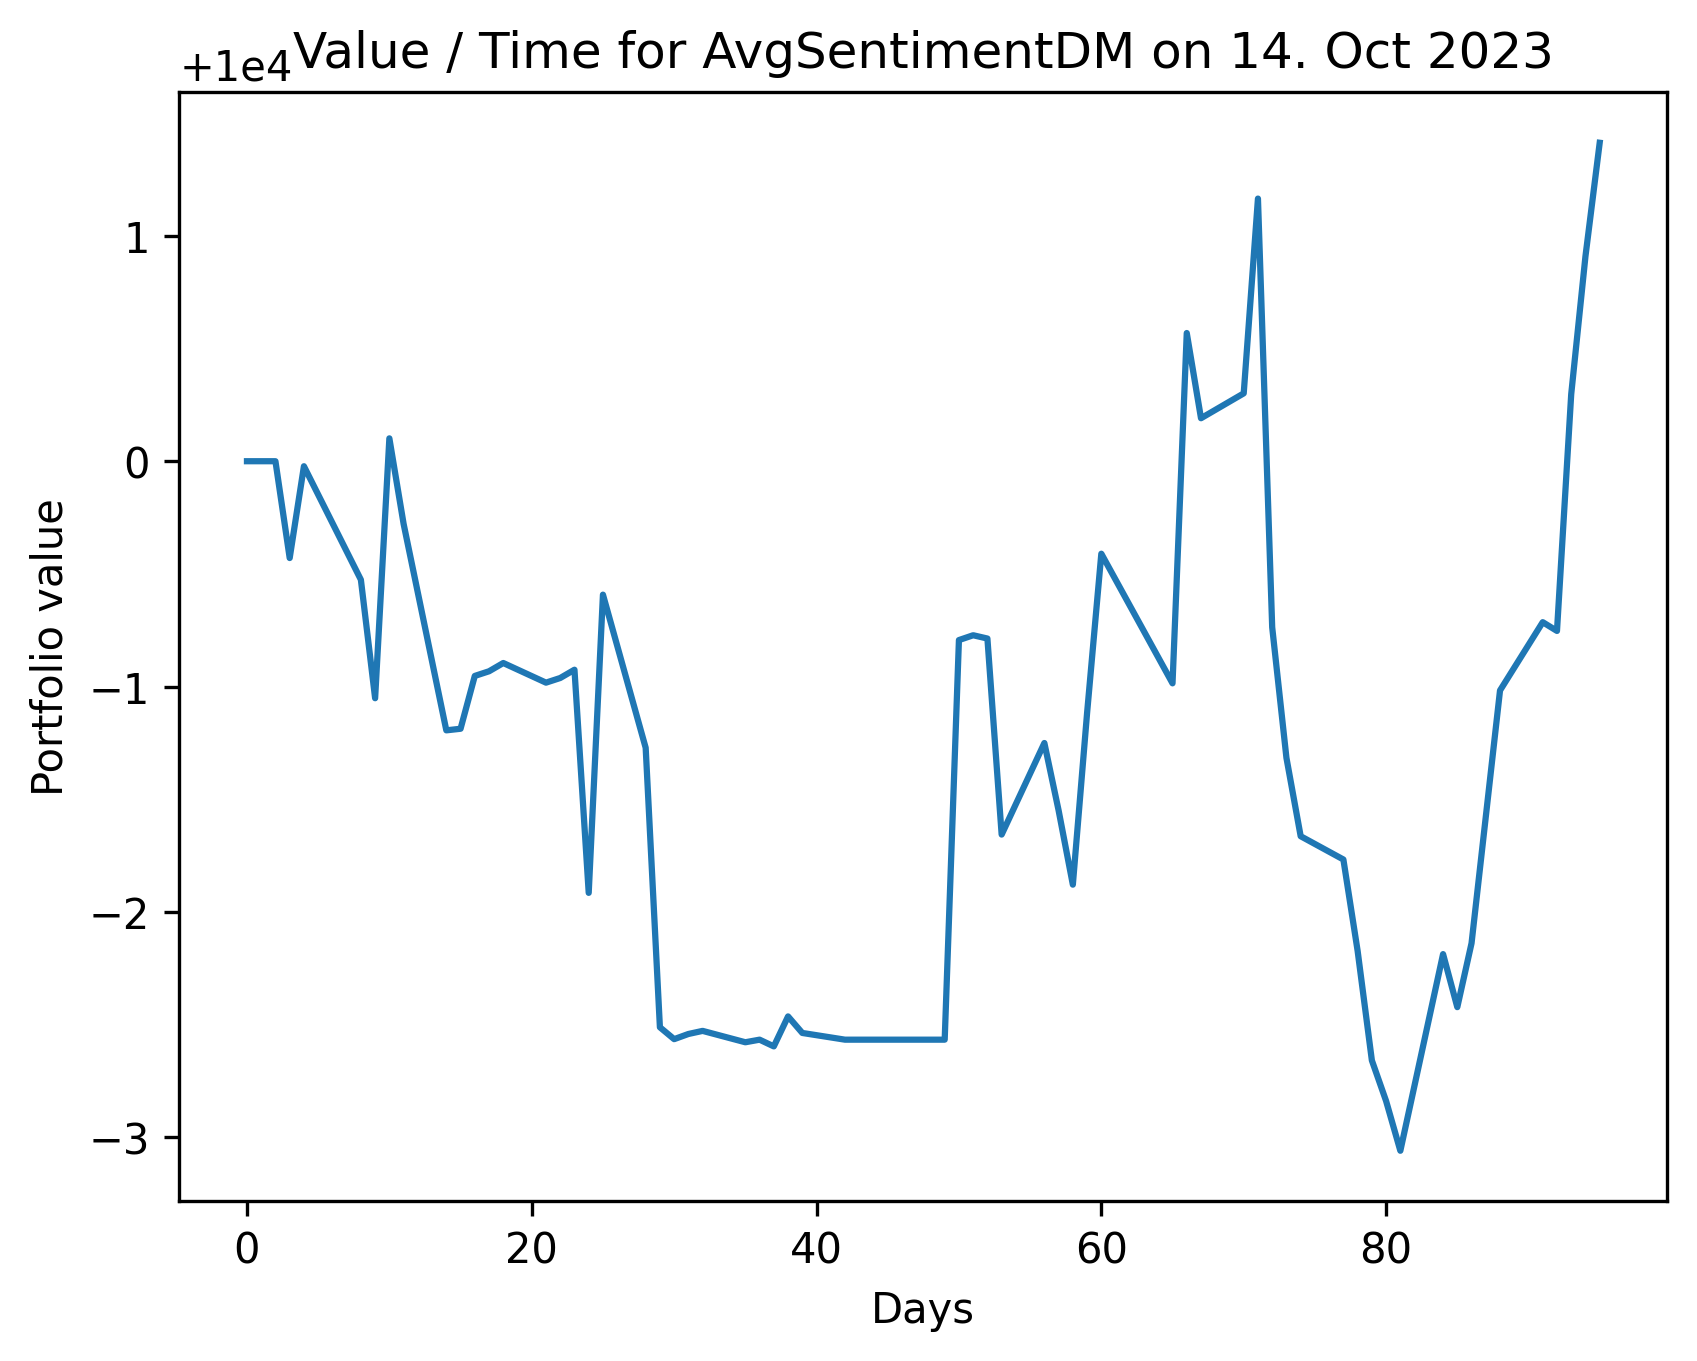 Value / Time for AvgSentimentDM on 14. Oct 2023
+1e4
1
0
−1
−2
−3
Portfolio value
0 20 40 60 80
Days